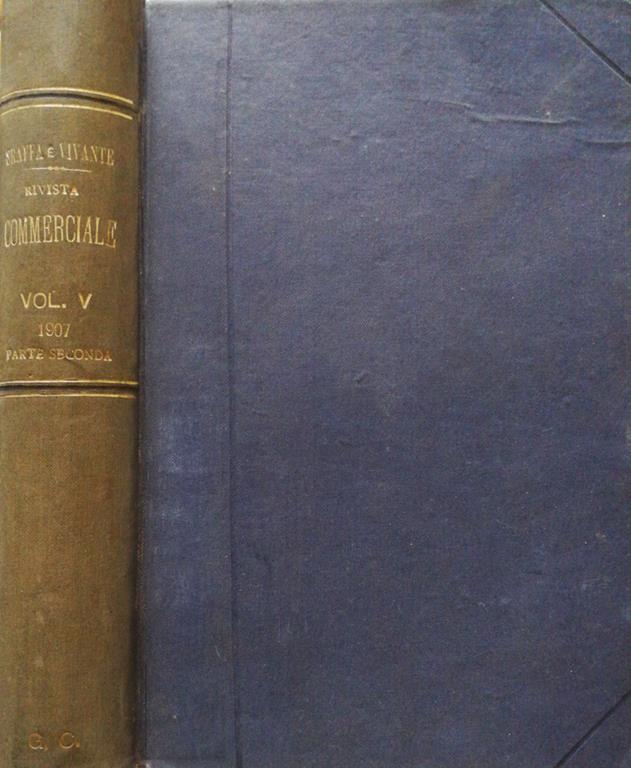 SRAFFA E VIVANTE
RIVISTA
COMMERCIALE
VOL. V
1907
PARTE SECONDA
G. C.